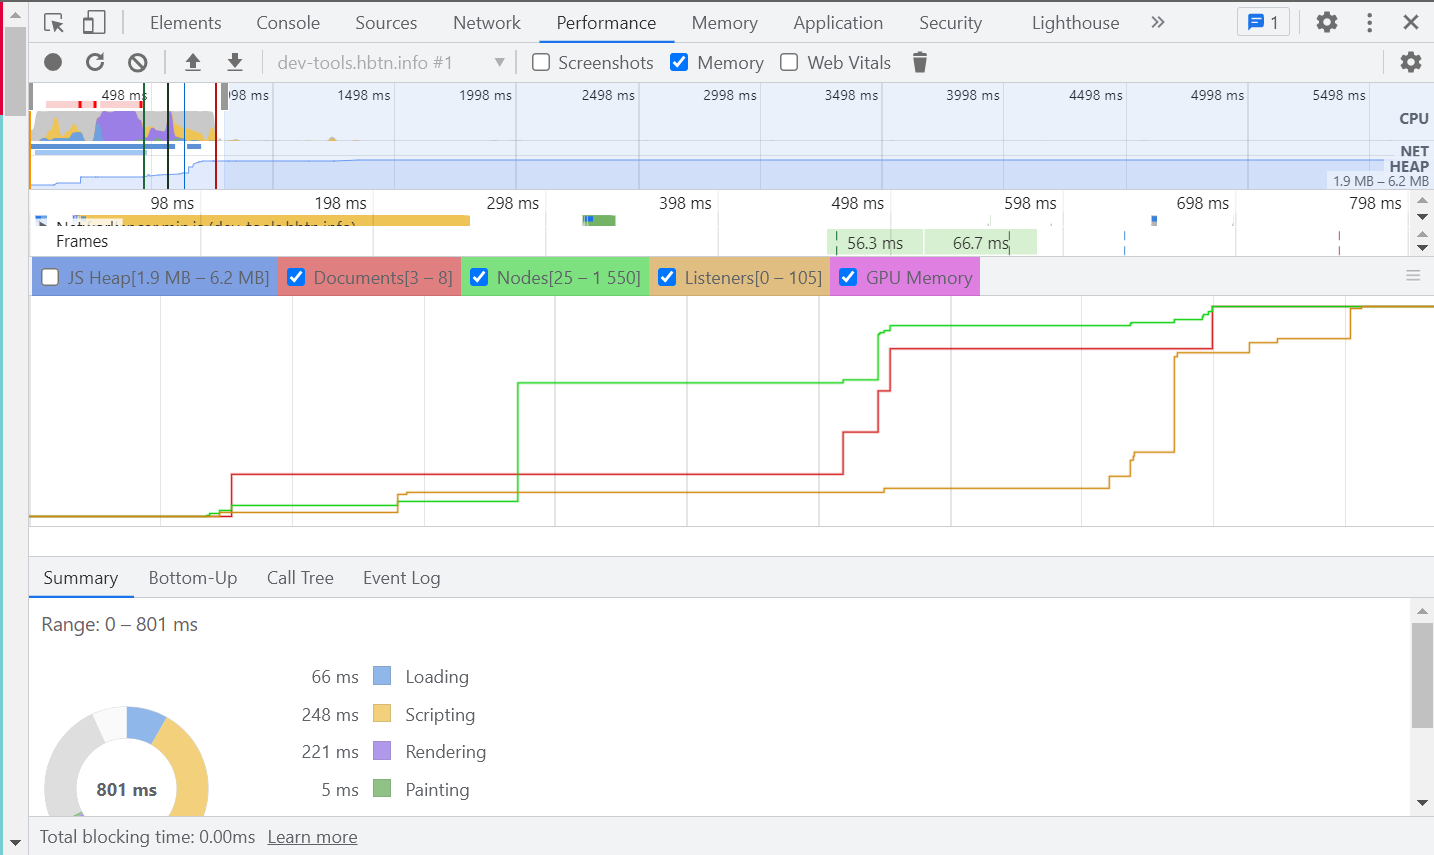 Elements Console Sources Network Performance Memory Application Security Lighthouse » 1
dev-tools.hbtn.info #1 Screenshots Memory Web Vitals
498 ms 998 ms 1498 ms 1998 ms 2498 ms 2998 ms 3498 ms 3998 ms 4498 ms 4998 ms 5498 ms
CPU
NET
HEAP
1.9 MB – 6.2 MB
98 ms 198 ms 298 ms 398 ms 498 ms 598 ms 698 ms 798 ms
(dev-tools.hbtn.info)
Frames 56.3 ms 66.7 ms
JS Heap[1.9 MB – 6.2 MB] Documents[3 – 8] Nodes[25 – 1 550] Listeners[0 – 105] GPU Memory
Summary Bottom-Up Call Tree Event Log
Range: 0 – 801 ms
66 ms Loading
248 ms Scripting
221 ms Rendering
5 ms Painting
801 ms
Total blocking time: 0.00ms Learn more